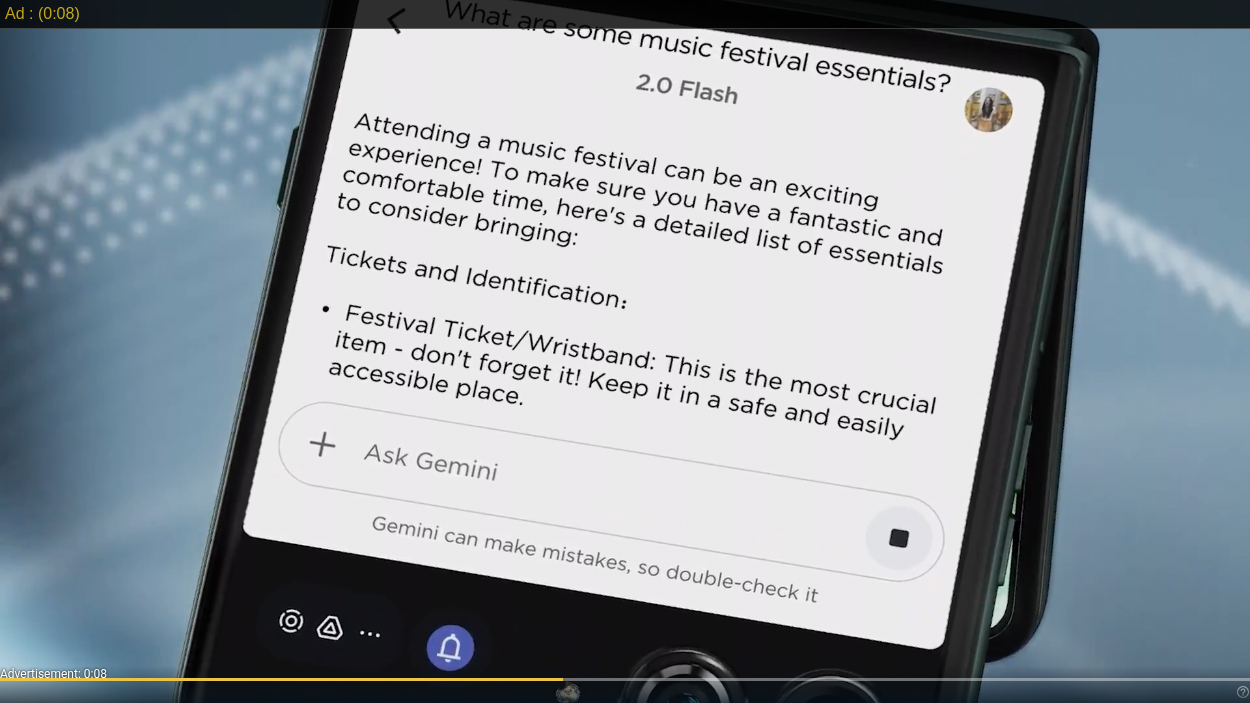 Ad : (0:08)
What are some music festival essentials?
2.0 Flash
Attending a music festival can be an exciting
experience! To make sure you have a fantastic and
comfortable time, here's a detailed list of essentials
to consider bringing:
Tickets and Identification:
• Festival Ticket/Wristband: This is the most crucial
item - don't forget it! Keep it in a safe and easily
accessible place.
Ask Gemini
Gemini can make mistakes, so double-check it
Advertisement: 0:08